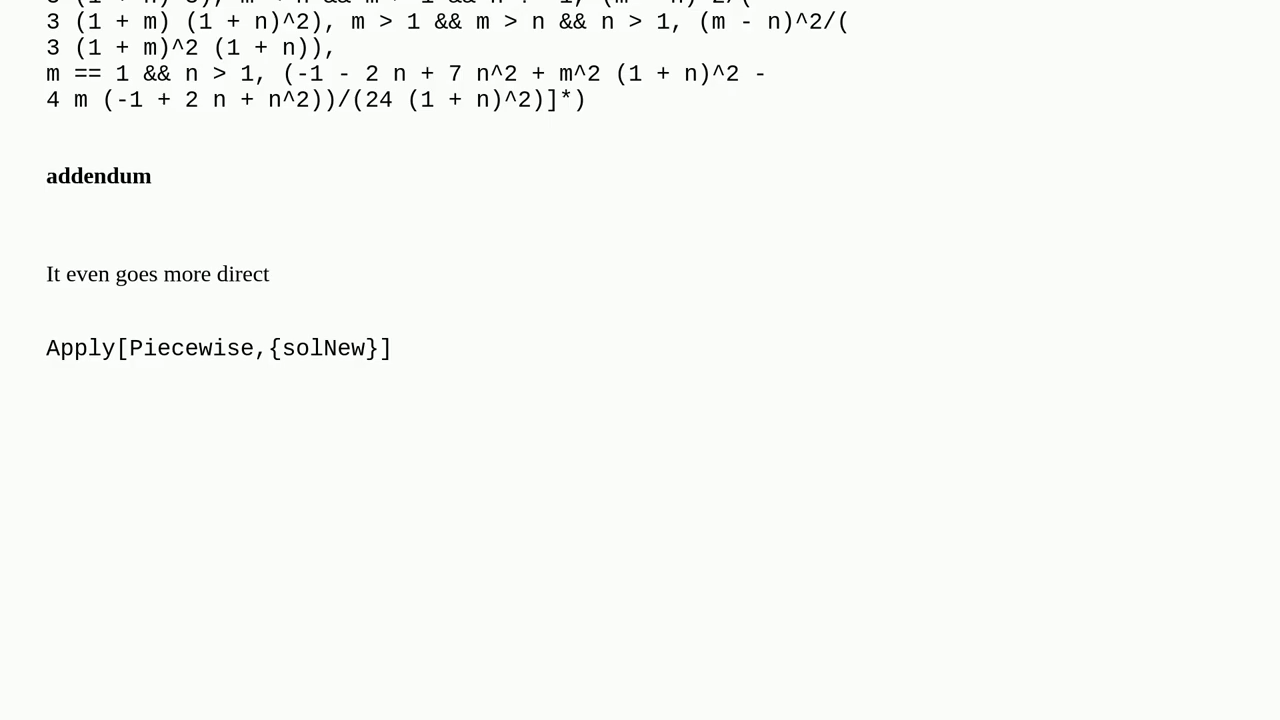 3 (1 + m) (1 + n)^2), m > 1 && m > n && n > 1, (m - n)^2/(
3 (1 + m)^2 (1 + n)),
m == 1 && n > 1, (-1 - 2 n + 7 n^2 + m^2 (1 + n)^2 -
4 m (-1 + 2 n + n^2))/(24 (1 + n)^2)]*)
addendum
It even goes more direct
Apply[Piecewise,{solNew}]